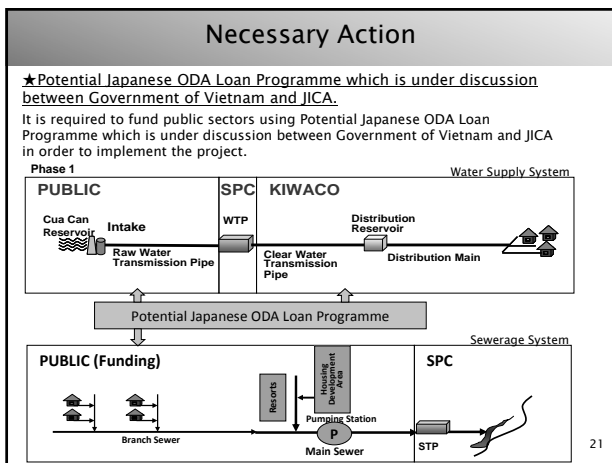 Necessary Action
★Potential Japanese ODA Loan Programme which is under discussion
between Government of Vietnam and JICA.
It is required to fund public sectors using Potential Japanese ODA Loan
Programme which is under discussion between Government of Vietnam and JICA
in order to implement the project.
Phase 1
Water Supply System
PUBLIC
SPC
KIWACO
Cua Can
Reservoir
Intake
Raw Water
Transmission Pipe
WTP
Clear Water
Transmission
Pipe
Distribution
Reservoir
Distribution Main
Potential Japanese ODA Loan Programme
Sewerage System
PUBLIC (Funding)
SPC
Branch Sewer
Resorts
Housing
Development
Area
Pumping Station
P
Main Sewer
STP
21